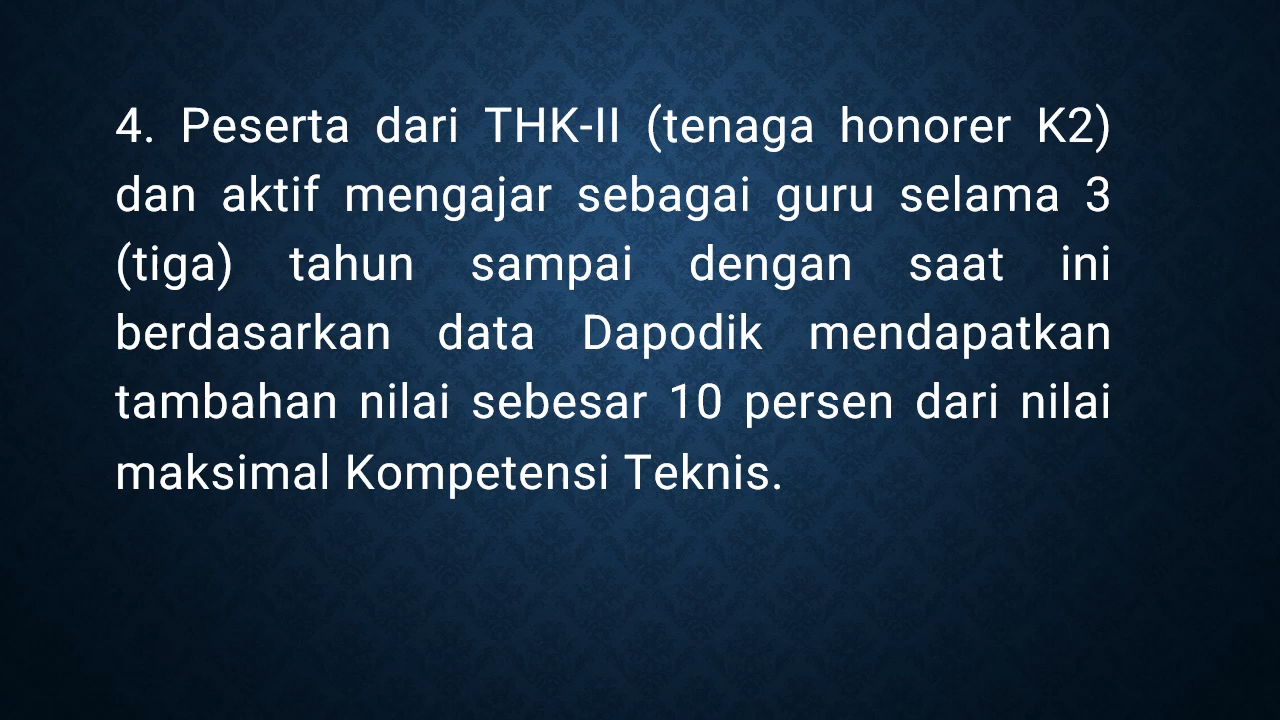 4. Peserta dari THK-II (tenaga honorer K2)
dan aktif mengajar sebagai guru selama 3
(tiga) tahun sampai dengan saat ini
berdasarkan data Dapodik mendapatkan
tambahan nilai sebesar 10 persen dari nilai
maksimal Kompetensi Teknis.